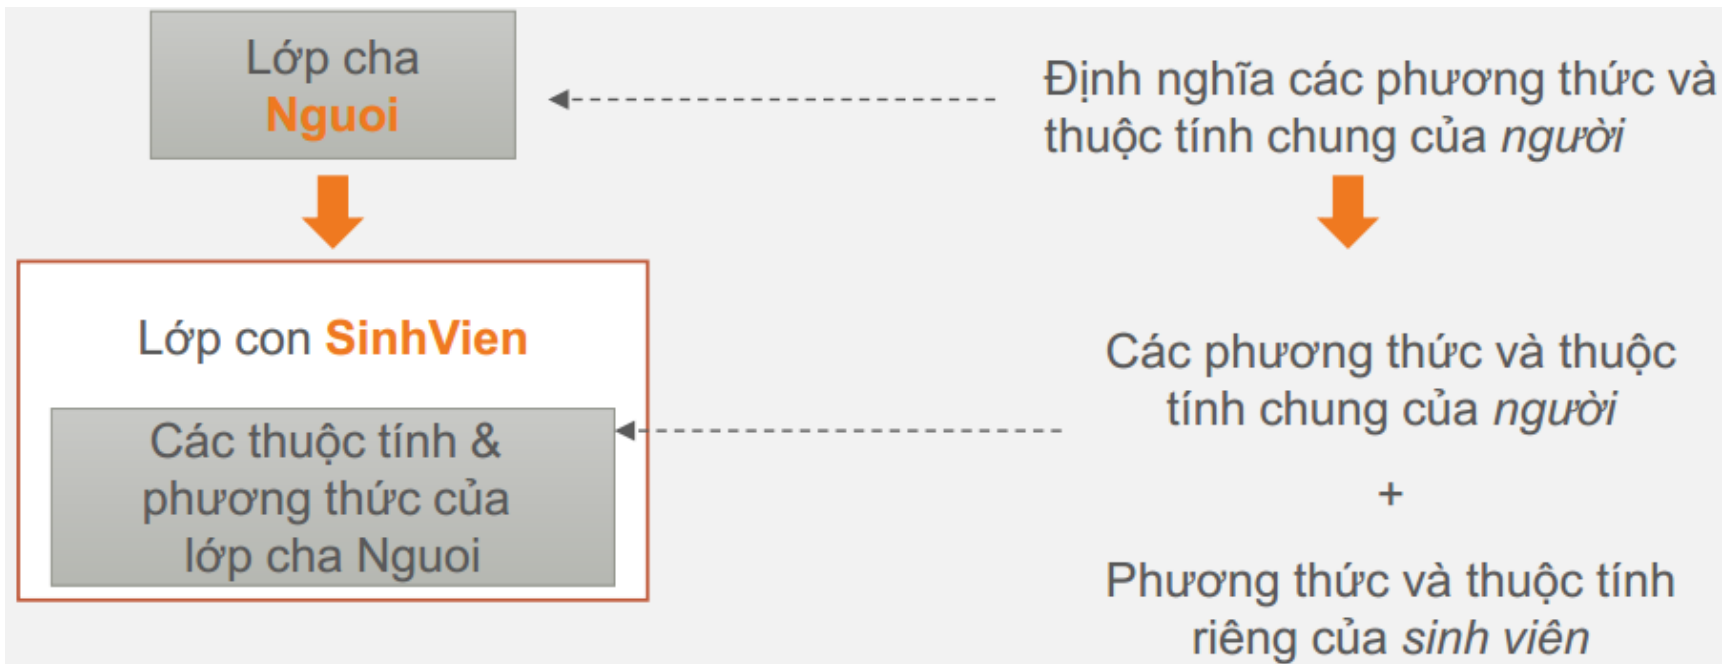 Lớp cha
Nguoi
Định nghĩa các phương thức và
thuộc tính chung của người
Lớp con SinhVien
Các thuộc tính &
phương thức của
lớp cha Nguoi
Các phương thức và thuộc
tính chung của người
+
Phương thức và thuộc tính
riêng của sinh viên